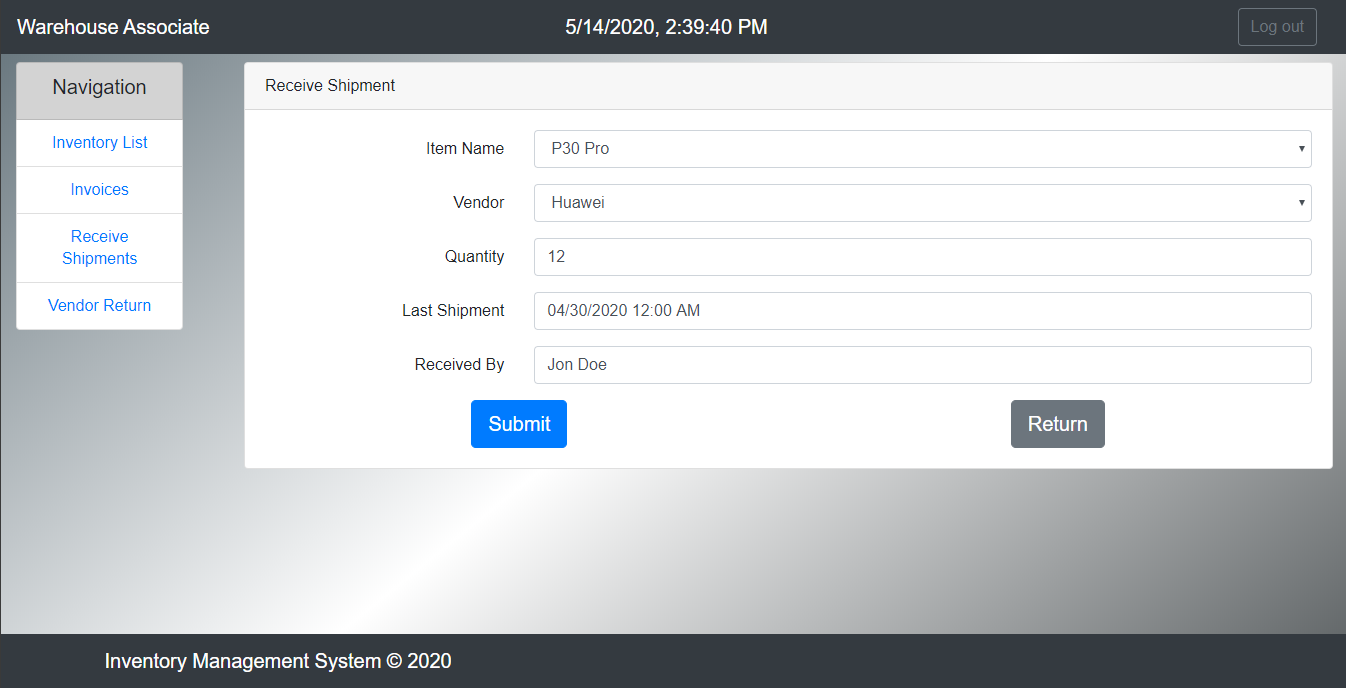 Warehouse Associate
5/14/2020, 2:39:40 PM
Log out
Navigation
Inventory List
Invoices
Receive
Shipments
Vendor Return
Receive Shipment
Item Name
P30 Pro
Vendor
Huawei
Quantity
12
Last Shipment
04/30/2020 12:00 AM
Received By
Jon Doe
Submit
Return
Inventory Management System © 2020